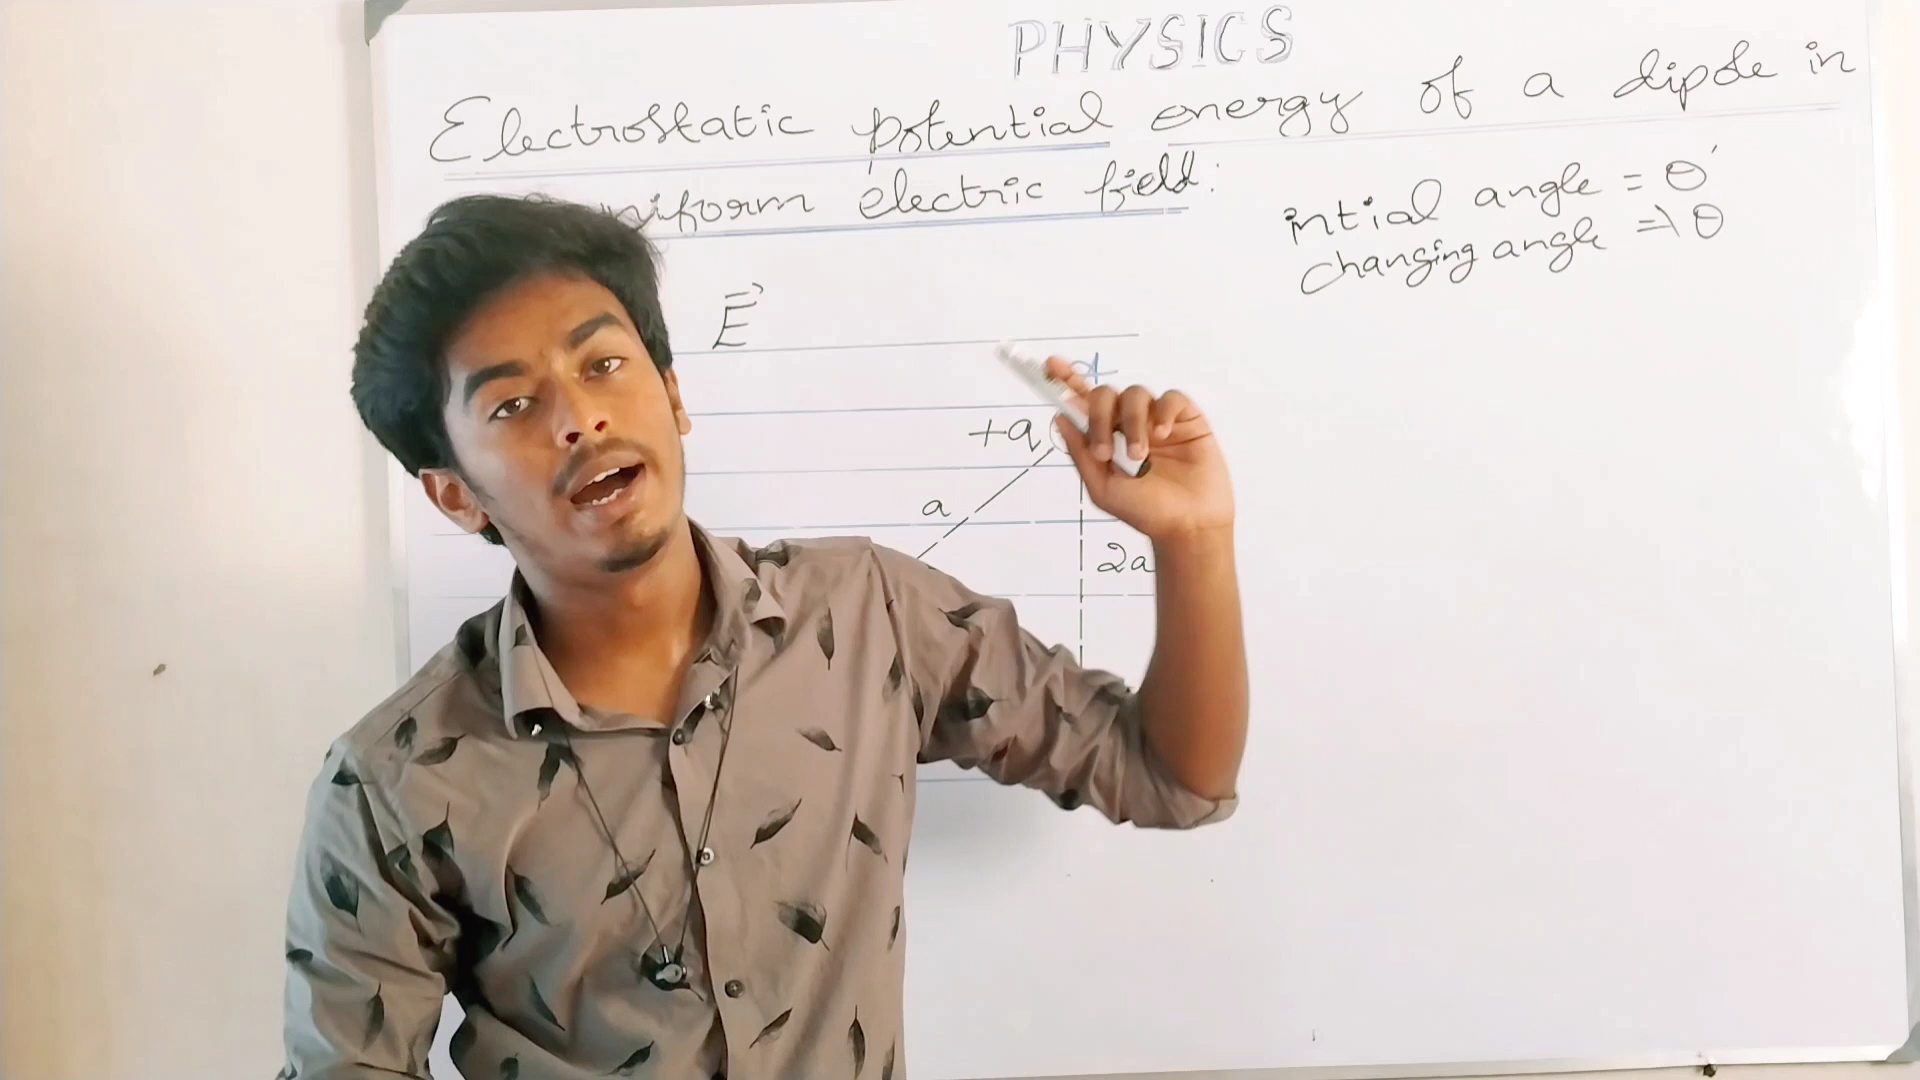 PHYSICS
Electrostatic potential energy of a dipole in
uniform electric field:
intial angle = θ'
changing angle ⇒ θ
E⃗
+q
a
2a